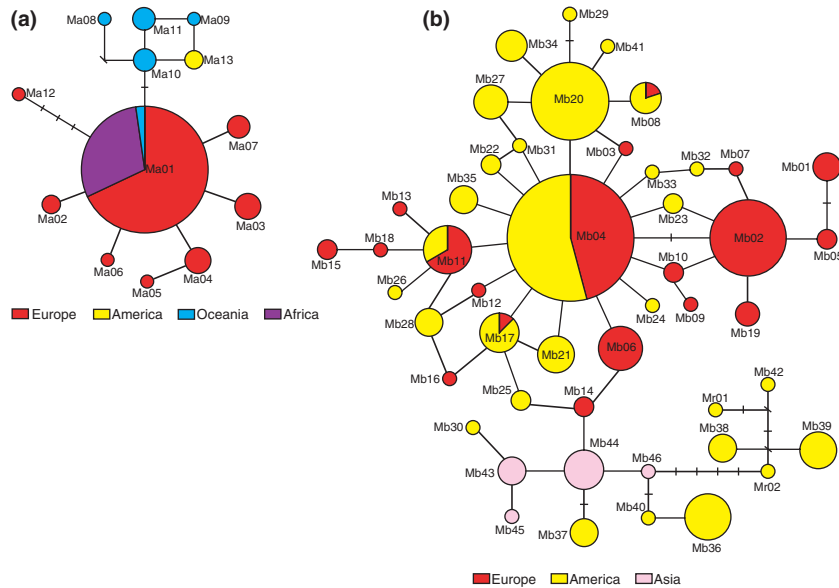 (a)
Ma08
Ma09
Ma11
Ma10
Ma13
Ma12
Ma07
Ma01
Ma02
Ma03
Ma06
Ma04
Ma05
Europe America Oceania Africa
(b)
Mb29
Mb34
Mb41
Mb27
Mb20
Mb08
Mb31
Mb03
Mb22
Mb07
Mb32
Mb01
Mb33
Mb35
Mb13
Mb23
Mb04
Mb02
Mb18
Mb11
Mb05
Mb15
Mb10
Mb26
Mb12
Mb09
Mb24
Mb19
Mb28
Mb17
Mb21
Mb06
Mb16
Mb25
Mb14
Mb42
Mr01
Mb30
Mb38
Mb39
Mb44
Mb46
Mb43
Mr02
Mb40
Mb45
Mb37
Mb36
Europe America Asia